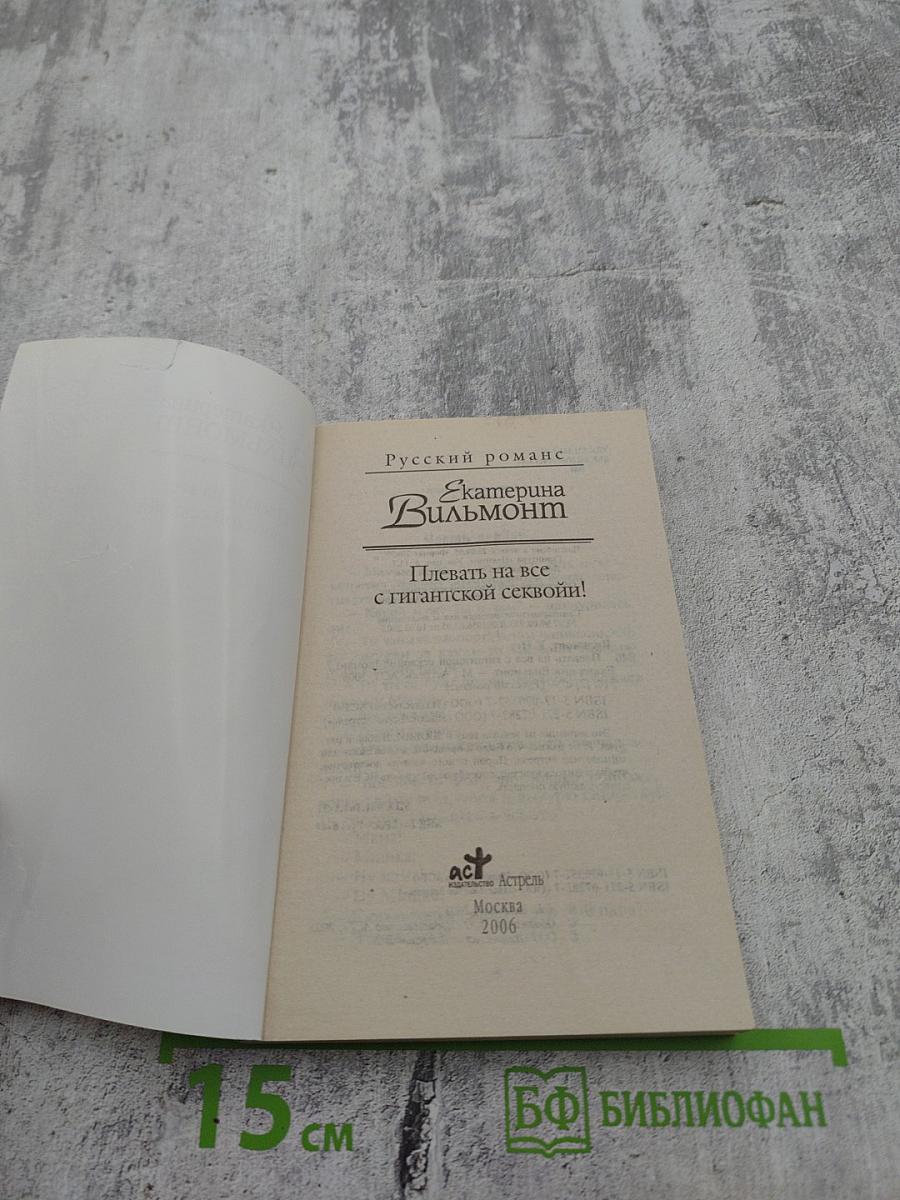 Русский романс
Екатерина
Вильмонт
Плевать на все
с гигантской секвойи!
аст
ИЗДАТЕЛЬСТВО Астрель
Москва
2006
15 см
БФ БИБЛИОФАН